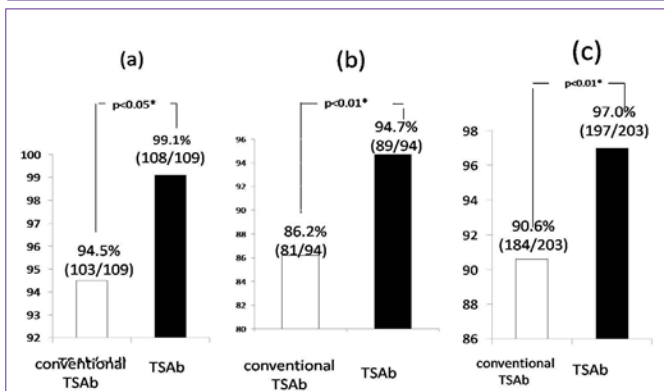 (a)
p<0.05*
99.1%
(108/109)
94.5%
(103/109)
100
99
98
97
96
95
94
93
92
conventional
TSAb
TSAb
(b)
p<0.01*
94.7%
(89/94)
86.2%
(81/94)
96
94
92
90
88
86
84
82
80
conventional
TSAb
TSAb
(c)
p<0.01*
97.0%
(197/203)
90.6%
(184/203)
98
96
94
92
90
88
86
conventional
TSAb
TSAb